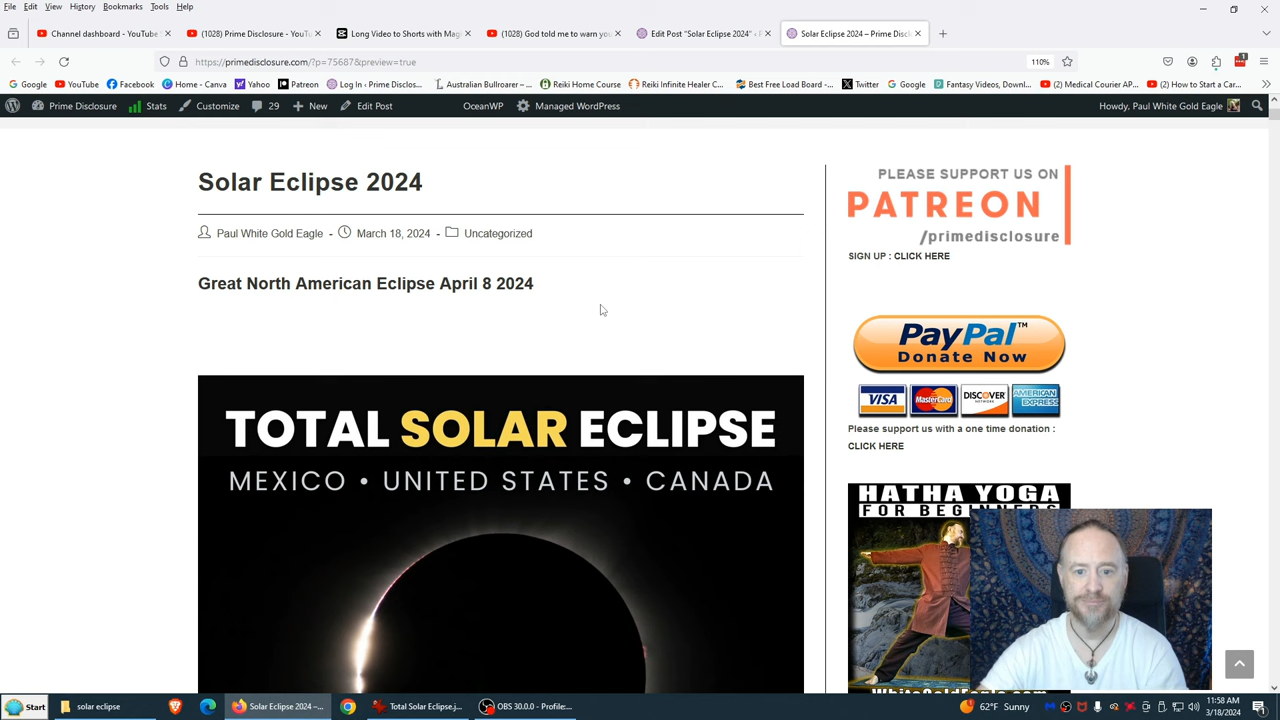 File Edit View History Bookmarks Tools Help
Channel dashboard - YouTube
(1028) Prime Disclosure - YouT
Long Video to Shorts with Mag
(1028) God told me to warn you
Edit Post "Solar Eclipse 2024"
Solar Eclipse 2024 – Prime Discl
https://primedisclosure.com/?p=75687&preview=true
110%
1
Google YouTube Facebook Home - Canva Yahoo Patreon Log In ‹ Prime Disclos... Australian Bullroarer ... Reiki Home Course Reiki Infinite Healer C... Best Free Load Board -... Twitter Google Fantasy Videos, Downl... (2) Medical Courier AP... (2) How to Start a Car...
Prime Disclosure Stats Customize 29 New Edit Post OceanWP Managed WordPress Howdy, Paul White Gold Eagle
Solar Eclipse 2024
Paul White Gold Eagle - March 18, 2024 - Uncategorized
Great North American Eclipse April 8 2024
TOTAL SOLAR ECLIPSE
MEXICO • UNITED STATES • CANADA
PLEASE SUPPORT US ON
PATREON
/primedisclosure
SIGN UP : CLICK HERE
PayPal™
Donate Now
VISA MasterCard DISCOVER AMERICAN EXPRESS
Please support us with a one time donation :
CLICK HERE
HATHA YOGA
WhiteGoldEagle.com
Start solar eclipse Solar Eclipse 2024 –... Total Solar Eclipse.j... OBS 30.0.0 - Profile:... 62°F Sunny 11:58 AM
3/18/2024